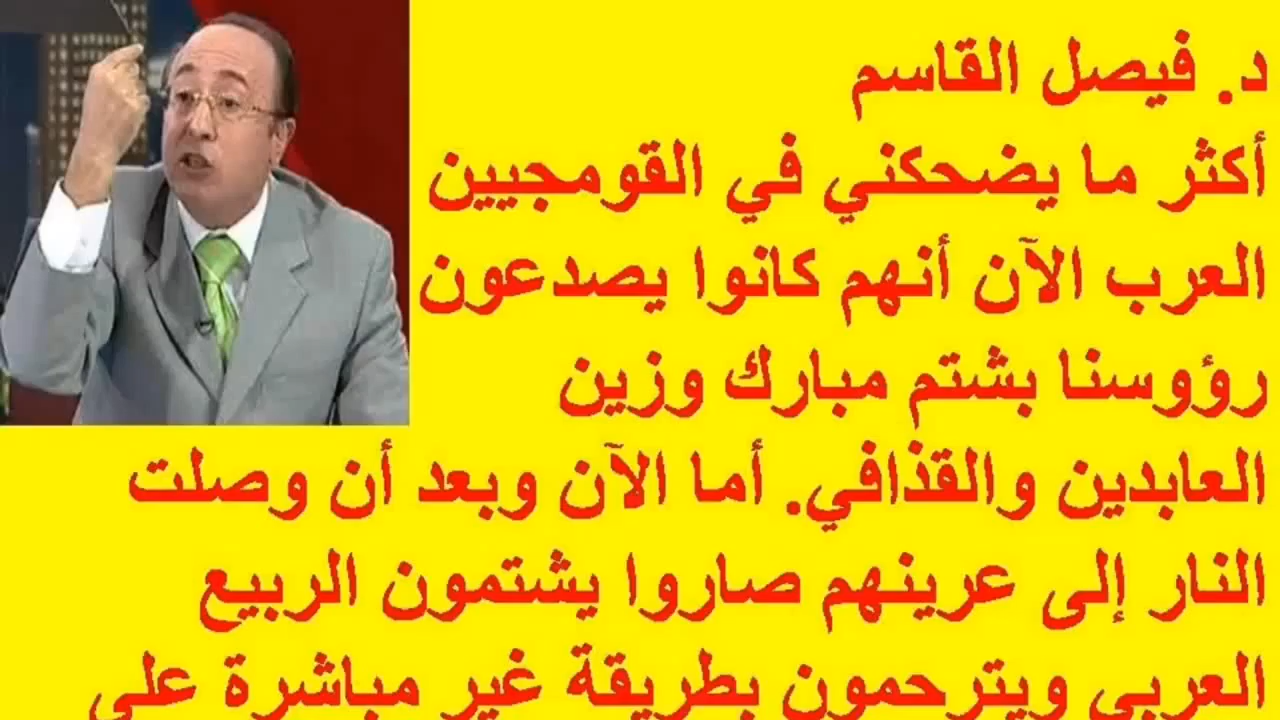 د. فيصل القاسم
أكثر ما يضحكني في القومجيين
العرب الآن أنهم كانوا يصدعون
رؤوسنا بشتم مبارك وزين
العابدين والقذافي. أما الآن وبعد أن وصلت
النار إلى عرينهم صاروا يشتمون الربيع
العربي ويترحمون بطريقة غير مباشرة على